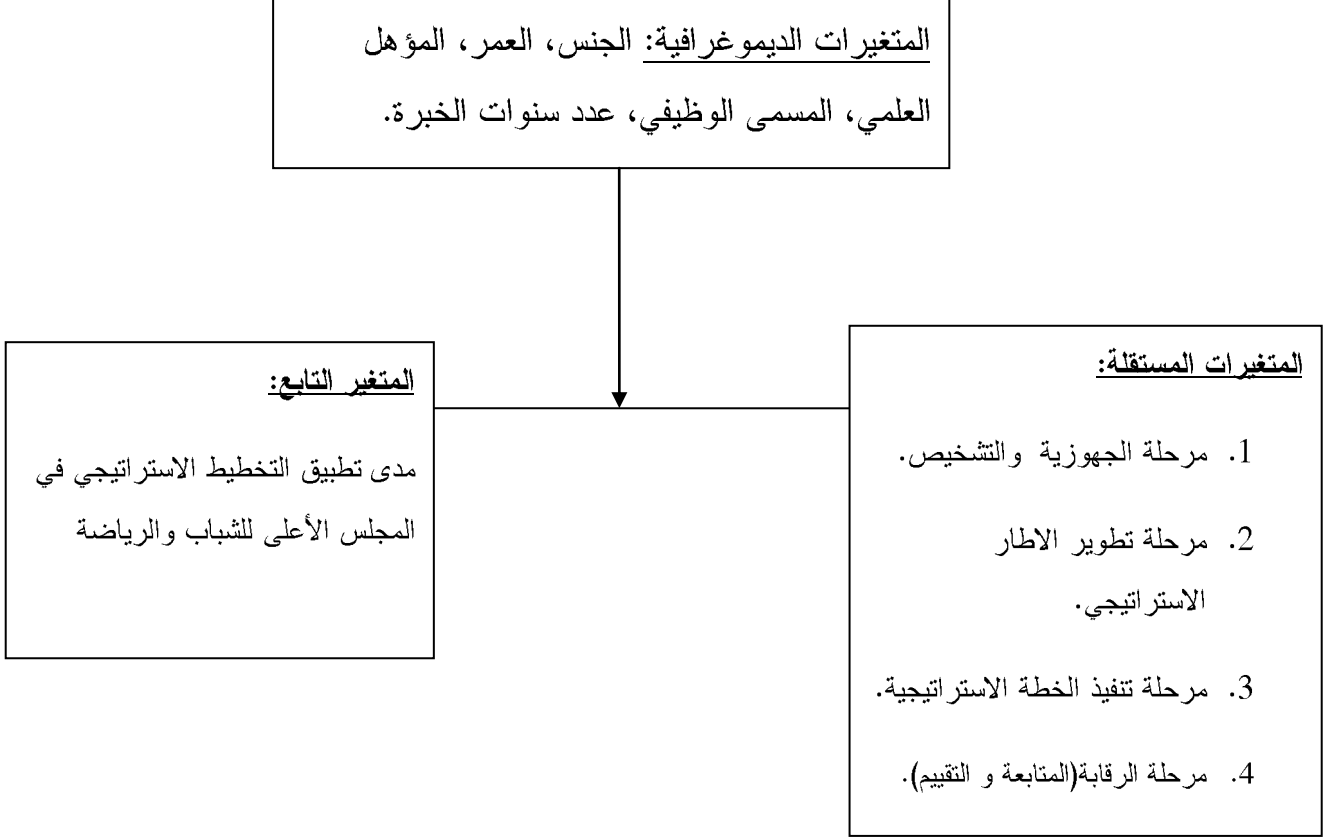 المتغيرات الديموغرافية: الجنس، العمر، المؤهل
العلمي، المسمى الوظيفي، عدد سنوات الخبرة.
المتغيرات المستقلة:
1. مرحلة الجهوزية والتشخيص.
2. مرحلة تطوير الاطار
الاستراتيجي.
3. مرحلة تنفيذ الخطة الاستراتيجية.
4. مرحلة الرقابة(المتابعة و التقييم).
المتغير التابع:
مدى تطبيق التخطيط الاستراتيجي في
المجلس الأعلى للشباب والرياضة